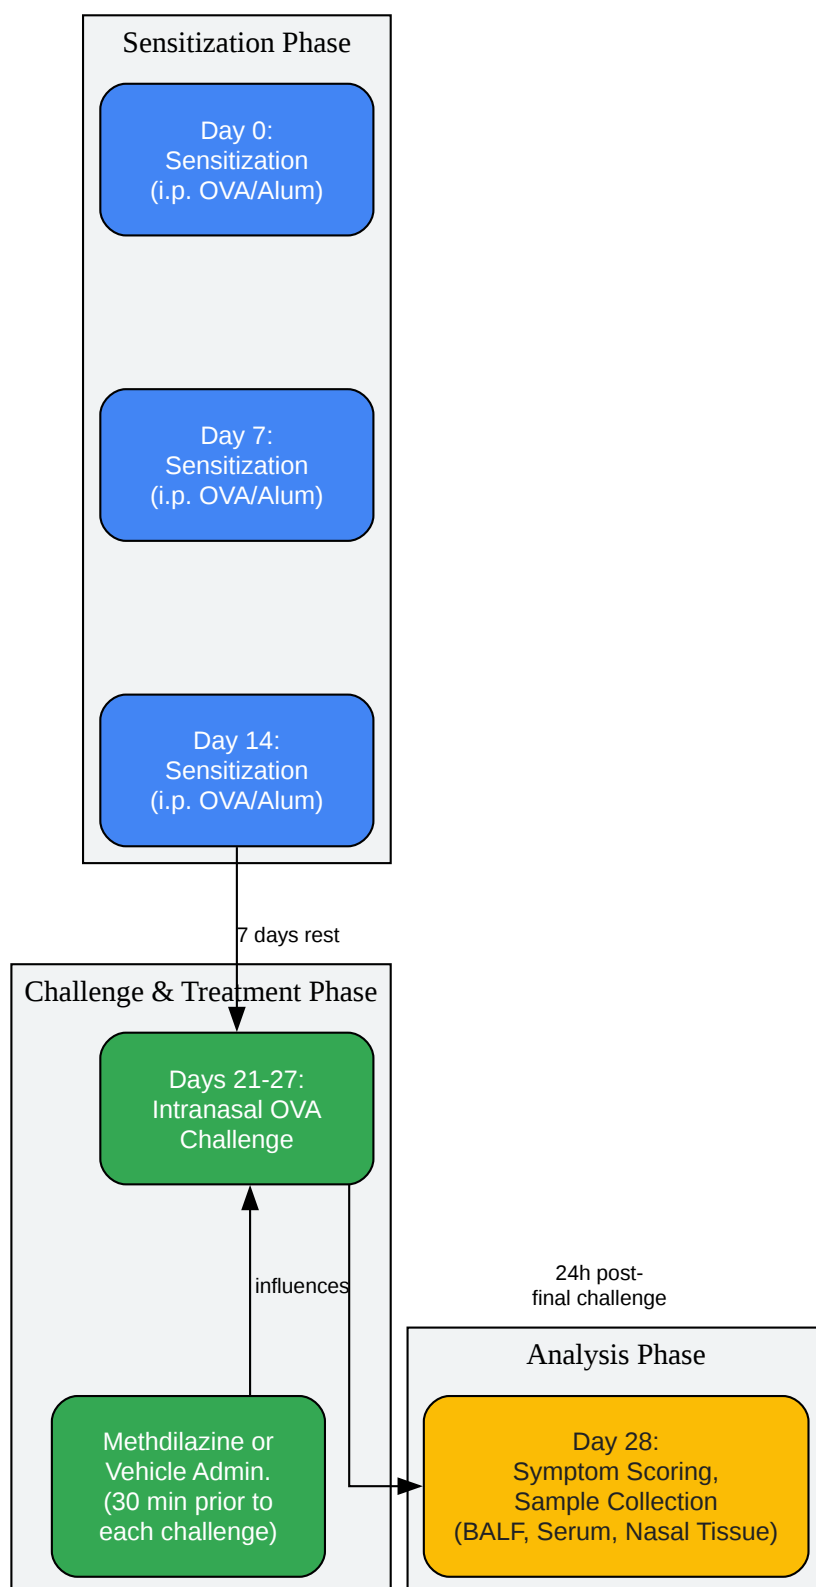 Sensitization Phase
Day 0:
Sensitization
(i.p. OVA/Alum)
Day 7:
Sensitization
(i.p. OVA/Alum)
Day 14:
Sensitization
(i.p. OVA/Alum)
7 days rest
Challenge & Treatment Phase
Days 21-27:
Intranasal OVA
Challenge
influences
Methdilazine or
Vehicle Admin.
(30 min prior to
each challenge)
24h post-
final challenge
Analysis Phase
Day 28:
Symptom Scoring,
Sample Collection
(BALF, Serum, Nasal Tissue)